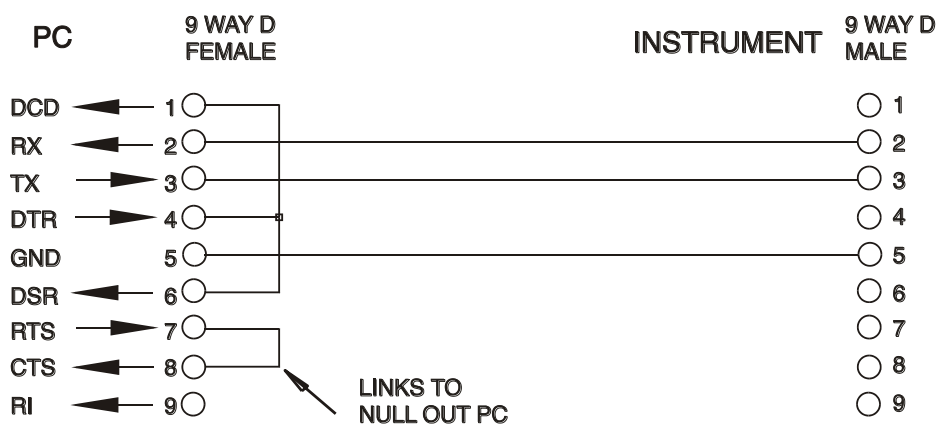 PC
9 WAY D
FEMALE
INSTRUMENT
9 WAY D
MALE
DCD 1 1
RX 2 2
TX 3 3
DTR 4 4
GND 5 5
DSR 6 6
RTS 7 7
CTS 8 8
RI 9 9
LINKS TO
NULL OUT PC